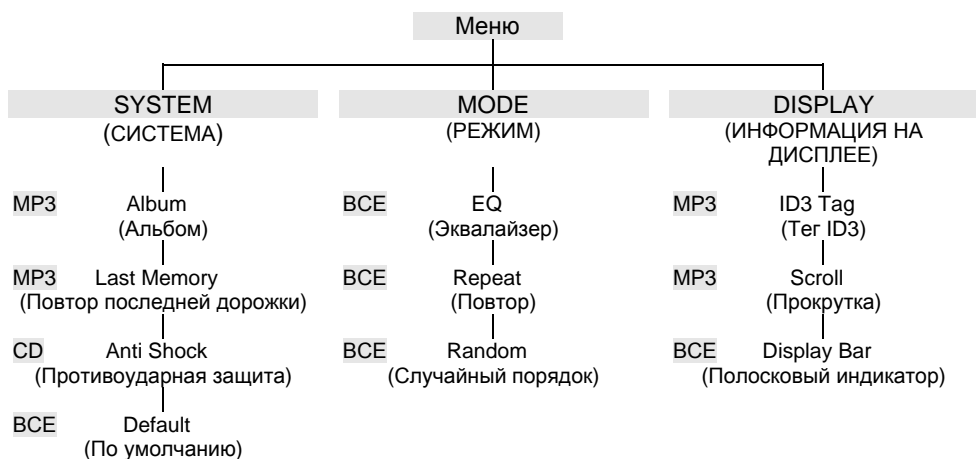 Меню
SYSTEM
(СИСТЕМА)
MP3 Album
(Альбом)
MP3 Last Memory
(Повтор последней дорожки)
CD Anti Shock
(Противоударная защита)
ВСЕ Default
(По умолчанию)
MODE
(РЕЖИМ)
ВСЕ EQ
(Эквалайзер)
ВСЕ Repeat
(Повтор)
ВСЕ Random
(Случайный порядок)
DISPLAY
(ИНФОРМАЦИЯ НА
ДИСПЛЕЕ)
MP3 ID3 Tag
(Тег ID3)
MP3 Scroll
(Прокрутка)
ВСЕ Display Bar
(Полосковый индикатор)